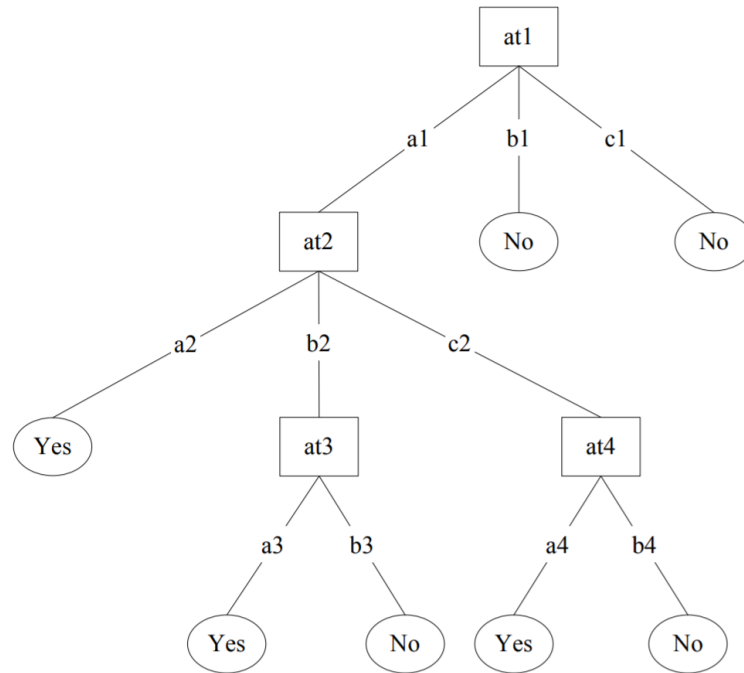 at1
a1 b1 c1
at2 No No
a2 b2 c2
Yes at3 at4
a3 b3 a4 b4
Yes No Yes No